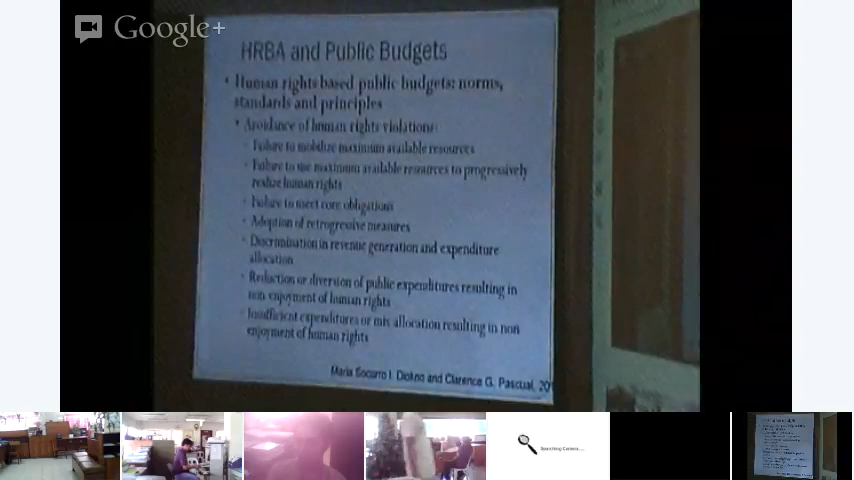 Google+
HRBA and Public Budgets
• Human rights based public budgets: norms,
standards and principles
• Avoidance of human rights violations:
- Failure to mobilize maximum available resources
- Failure to use maximum available resources to progressively
realize human rights
- Failure to meet core obligations
- Adoption of retrogressive measures
- Discrimination in revenue generation and expenditure
allocation
- Reduction or diversion of public expenditures resulting in
non enjoyment of human rights
- Insufficient expenditures or mis allocation resulting in non
enjoyment of human rights
Maria Socorro I. Diokno and Clarence G. Pascual, 20
Searching Camera....